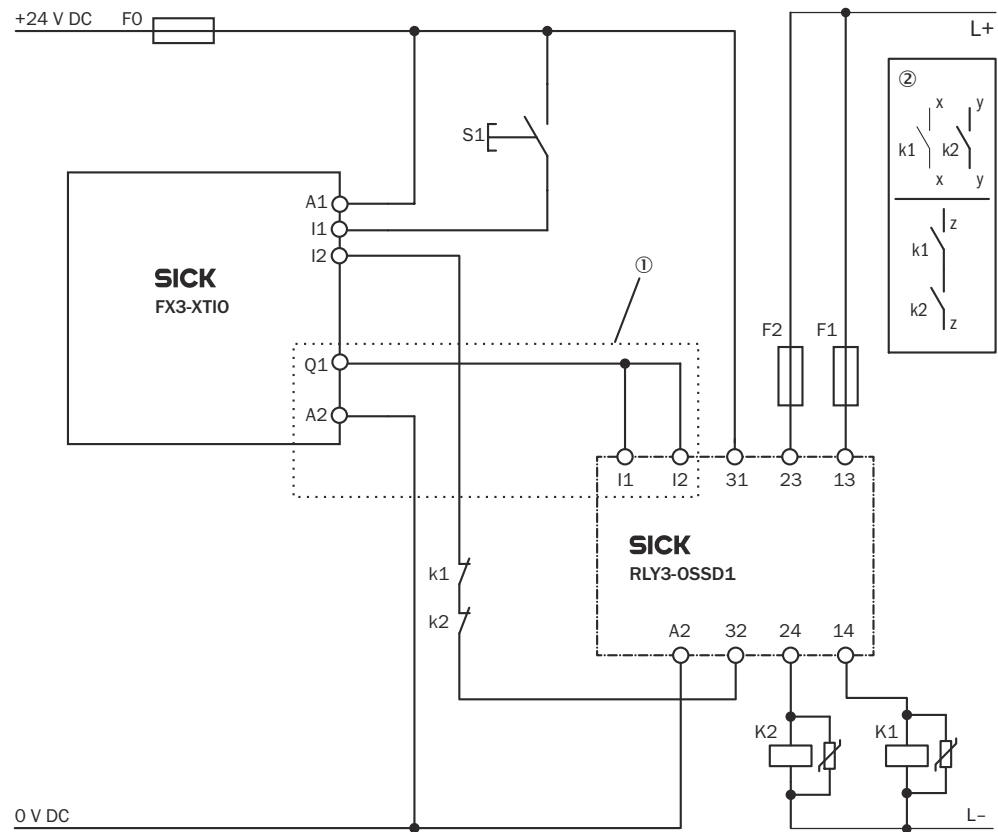 +24 V DC
F0
L+
②
x
y
k1
k2
x
y
z
k1
k2
z
S1
A1
I1
I2
SICK
FX3-XTIO
①
Q1
A2
F2
F1
I1
I2
31
23
13
SICK
RLY3-OSSD1
k1
k2
A2
32
24
14
K2
K1
0 V DC
L–